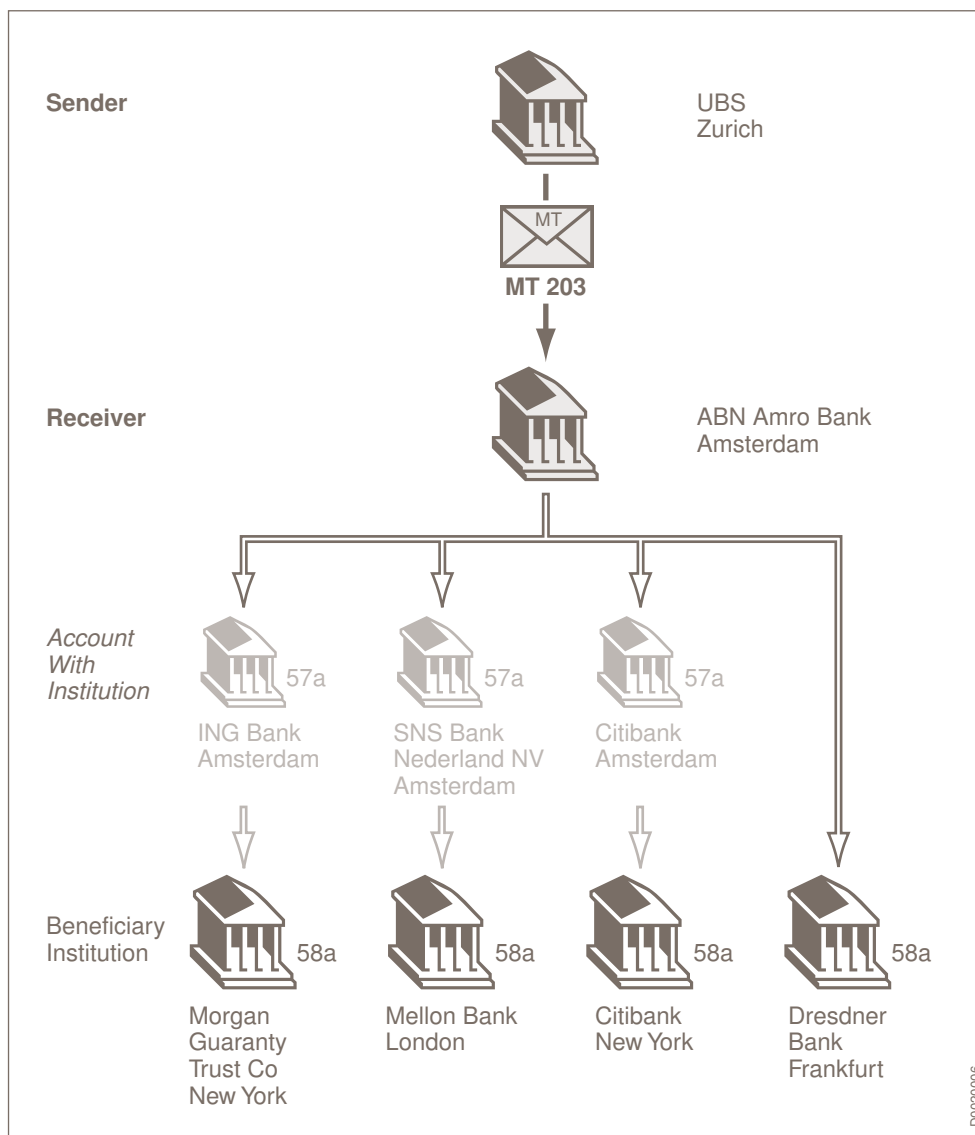 Sender
UBS
Zurich
MT
MT 203
Receiver
ABN Amro Bank
Amsterdam
Account
With
Institution
57a
57a
57a
ING Bank
Amsterdam
SNS Bank
Nederland NV
Amsterdam
Citibank
Amsterdam
Beneficiary
Institution
58a
58a
58a
58a
Morgan
Guaranty
Trust Co
New York
Mellon Bank
London
Citibank
New York
Dresdner
Bank
Frankfurt